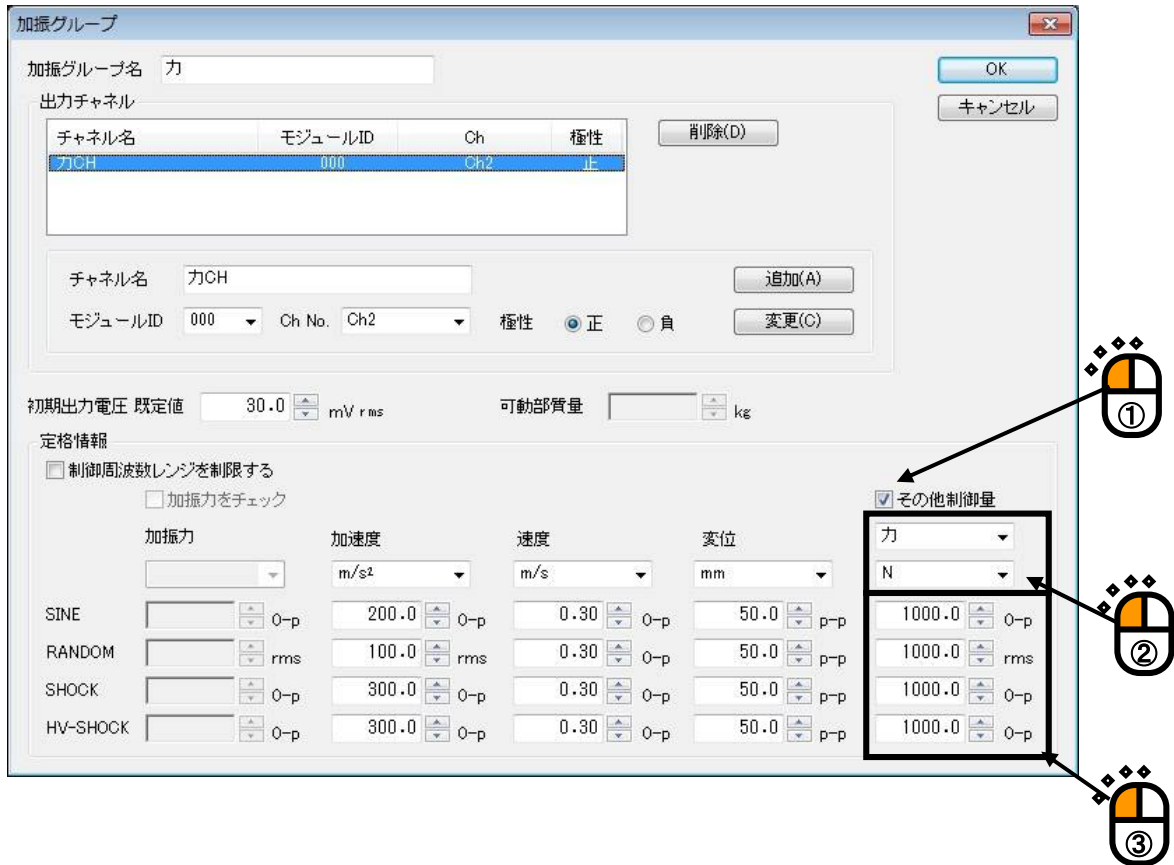 加振グループ
加振グループ名 力
OK
出力チャネル
キャンセル
チャネル名 モジュールID Ch 極性
削除(D)
力CH 000 Ch2 正
チャネル名 力CH
追加(A)
モジュールID 000 Ch No. Ch2 極性 正 負
変更(C)
①
初期出力電圧 既定値 30.0 mV rms 可動部質量 kg
定格情報
制御周波数レンジを制限する
加振力をチェック その他制御量
加振力 加速度 速度 変位 力
m/s² m/s mm N
SINE 0-p 200.0 0-p 0.30 0-p 50.0 p-p 1000.0 0-p
②
RANDOM rms 100.0 rms 0.30 0-p 50.0 p-p 1000.0 rms
SHOCK 0-p 300.0 0-p 0.30 0-p 50.0 p-p 1000.0 0-p
HV-SHOCK 0-p 300.0 0-p 0.30 0-p 50.0 p-p 1000.0 0-p
③